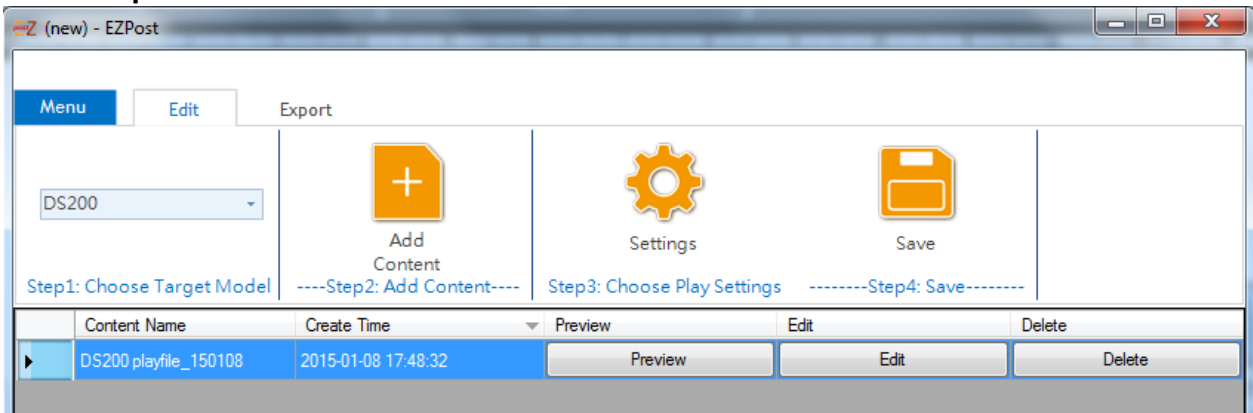 (new) - EZPost
Menu Edit Export
DS200
Add
Content
Settings
Save
Step1: Choose Target Model ----Step2: Add Content---- Step3: Choose Play Settings --------Step4: Save--------
Content Name Create Time Preview Edit Delete
DS200 playfile_150108 2015-01-08 17:48:32 Preview Edit Delete